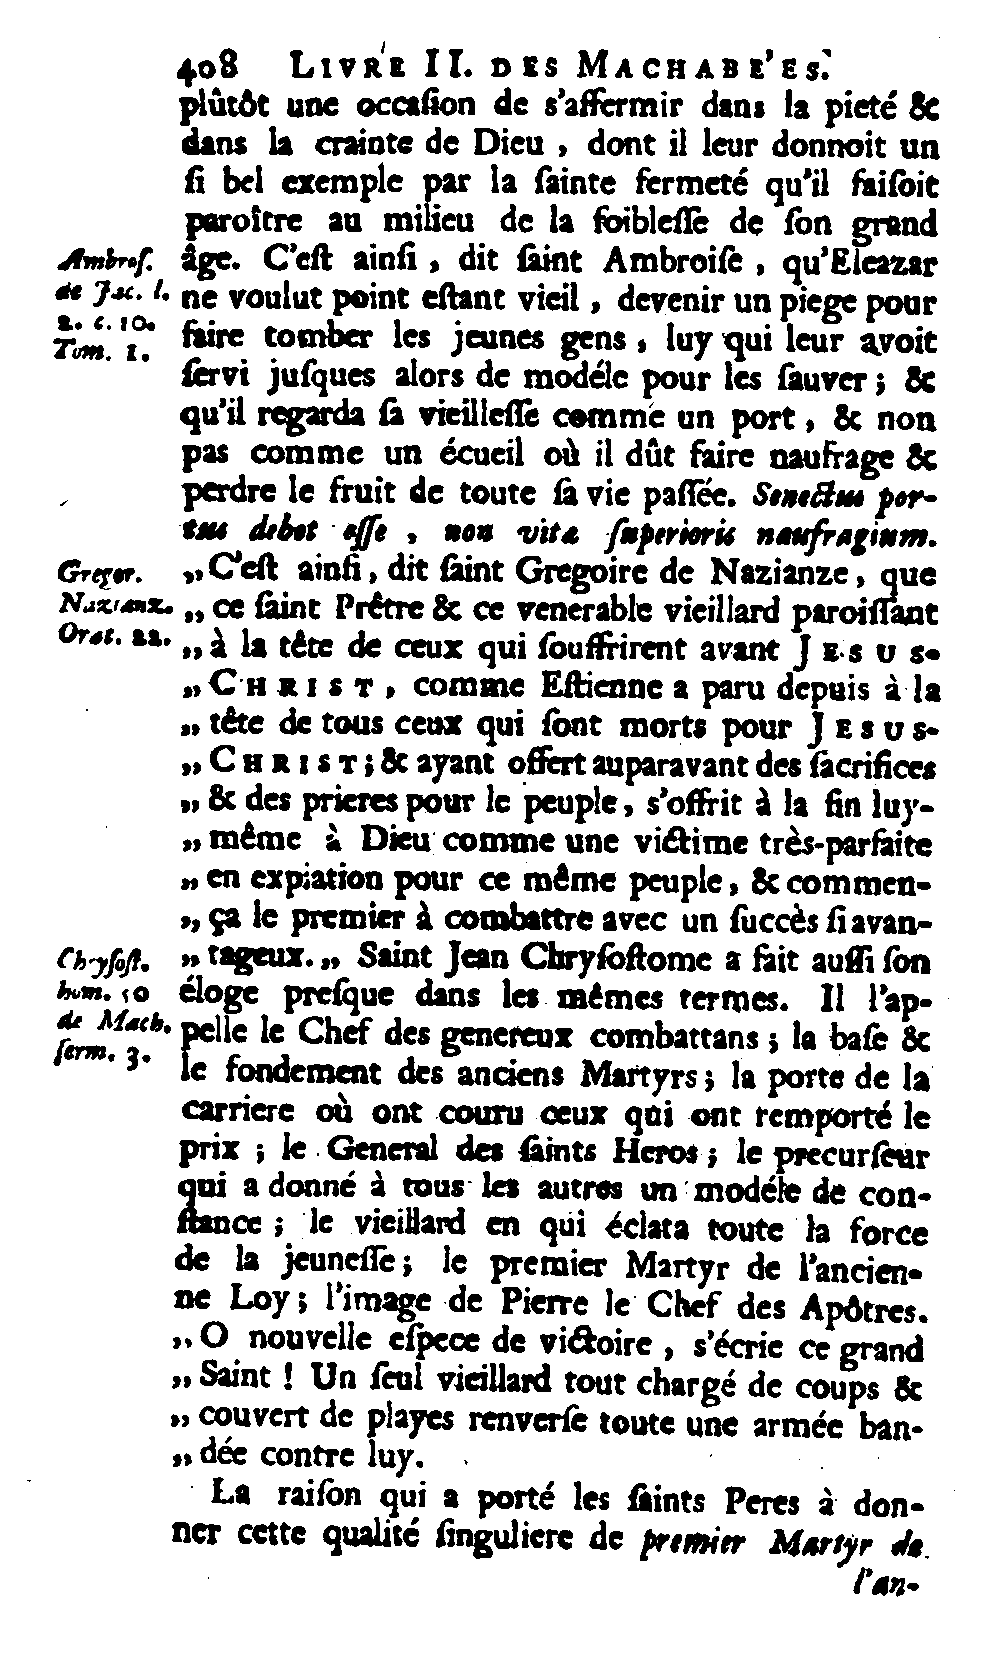 408 LIVRE II. DES MACHABE'ES.
plûtôt une occaſion de s'affermir dans la pieté &
dans la crainte de Dieu, dont il leur donnoit un
ſi bel exemple par la ſainte fermeté qu'il faiſoit
paroître au milieu de la foibleſſe de ſon grand
âge. C'eſt ainſi, dit ſaint Ambroiſe, qu'Eleazar
ne voulut point eſtant vieil, devenir un piege pour
faire tomber les jeunes gens, luy qui leur avoit
ſervi juſques alors de modéle pour les ſauver; &
qu'il regarda ſa vieilleſſe comme un port, & non
pas comme un écueil où il dût faire naufrage &
perdre le fruit de toute ſa vie paſſée. Senectus por-
tus debet eſſe, non vitæ ſuperioris naufragium.
Ambroſ.
de Jac. l.
2. c. 10.
Tom. 1.
„C'eſt ainſi, dit ſaint Gregoire de Nazianze, que
„ ce ſaint Prêtre & ce venerable vieillard paroiſſant
„ à la tête de ceux qui ſouffrirent avant JESUS-
„ CHRIST, comme Eſtienne a paru depuis à la
„ tête de tous ceux qui ſont morts pour JESUS-
„ CHRIST; & ayant offert auparavant des ſacrifices
„ & des prieres pour le peuple, s'offrit à la fin luy-
„ même à Dieu comme une victime très-parfaite
„ en expiation pour ce même peuple, & commen-
„ ça le premier à combattre avec un ſuccès ſi avan-
„ tageux. „ Saint Jean Chryſoſtome a fait auſſi ſon
Gregor.
Nazianz.
Orat. 22.
éloge preſque dans les mêmes termes. Il l'ap-
pelle le Chef des genereux combattans; la baſe &
le fondement des anciens Martyrs; la porte de la
carriere où ont couru ceux qui ont remporté le
prix; le General des ſaints Heros; le precurſeur
qui a donné à tous les autres un modéle de con-
ſtance; le vieillard en qui éclata toute la force
de la jeuneſſe; le premier Martyr de l'ancien-
ne Loy; l'image de Pierre le Chef des Apôtres.
Chryſoſt.
hom. 50
de Mach.
ſerm. 3.
„ O nouvelle eſpece de victoire, s'écrie ce grand
„ Saint! Un ſeul vieillard tout chargé de coups &
„ couvert de playes renverſe toute une armée ban-
„ dée contre luy.
La raiſon qui a porté les ſaints Peres à don-
ner cette qualité ſinguliere de premier Martyr de
l'an-